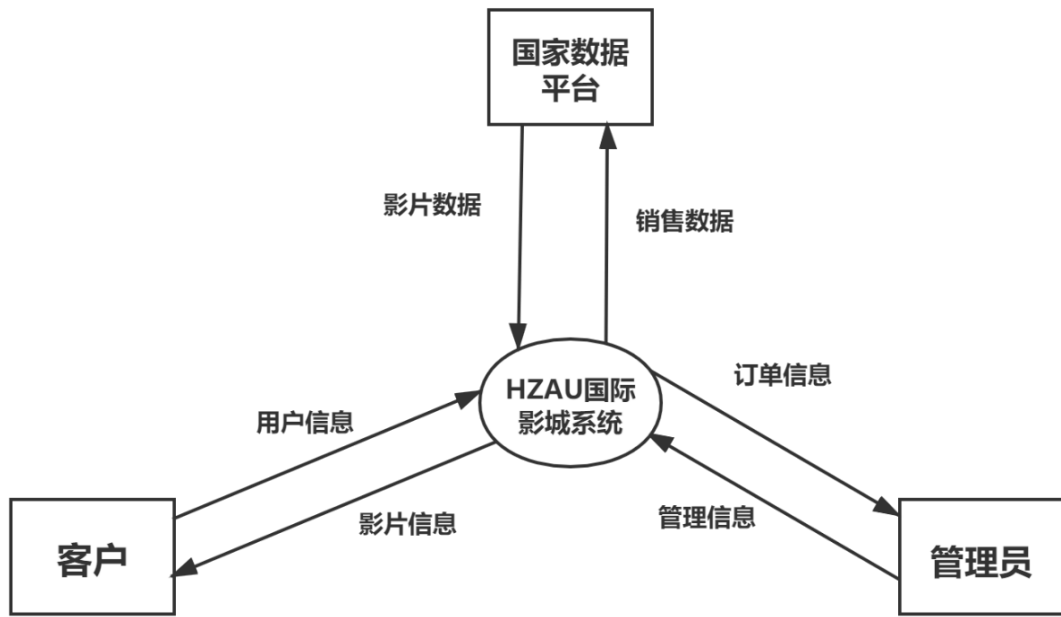 国家数据
平台
影片数据
销售数据
HZAU国际
影城系统
订单信息
用户信息
影片信息
管理信息
客户
管理员